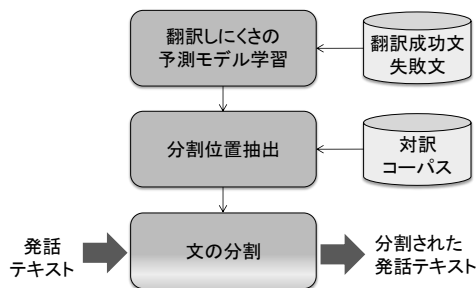 翻訳しにくさの
予測モデル学習
翻訳成功文
失敗文
分割位置抽出
対訳
コーパス
発話
テキスト
文の分割
分割された
発話テキスト